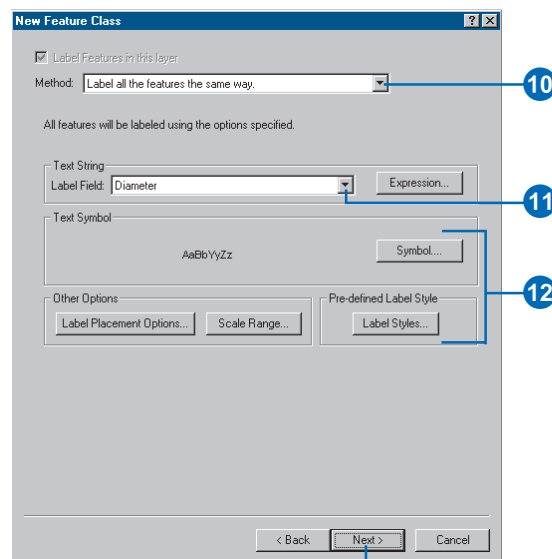 New Feature Class
Label Features in this layer
Method: Label all the features the same way.
10
All features will be labeled using the options specified.
Text String
Label Field: Diameter
Expression...
11
Text Symbol
AaBbYyZz
Symbol...
12
Other Options
Pre-defined Label Style
Label Placement Options...
Scale Range...
Label Styles...
< Back
Next >
Cancel